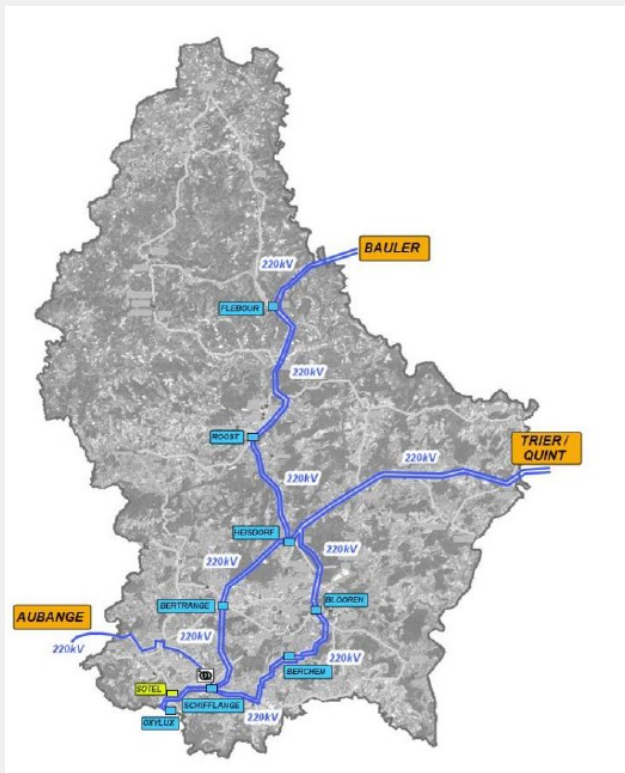 BAULER
220kV
FLEBOUR
220kV
ROOST
TRIER /
QUINT
220kV
220kV
HEISDORF
220kV
220kV
BERTRANGE
BLOOREN
AUBANGE
220kV
220kV
220kV
BERCHEM
SOTEL
SCHIFFLANGE
OXYLUX
220kV